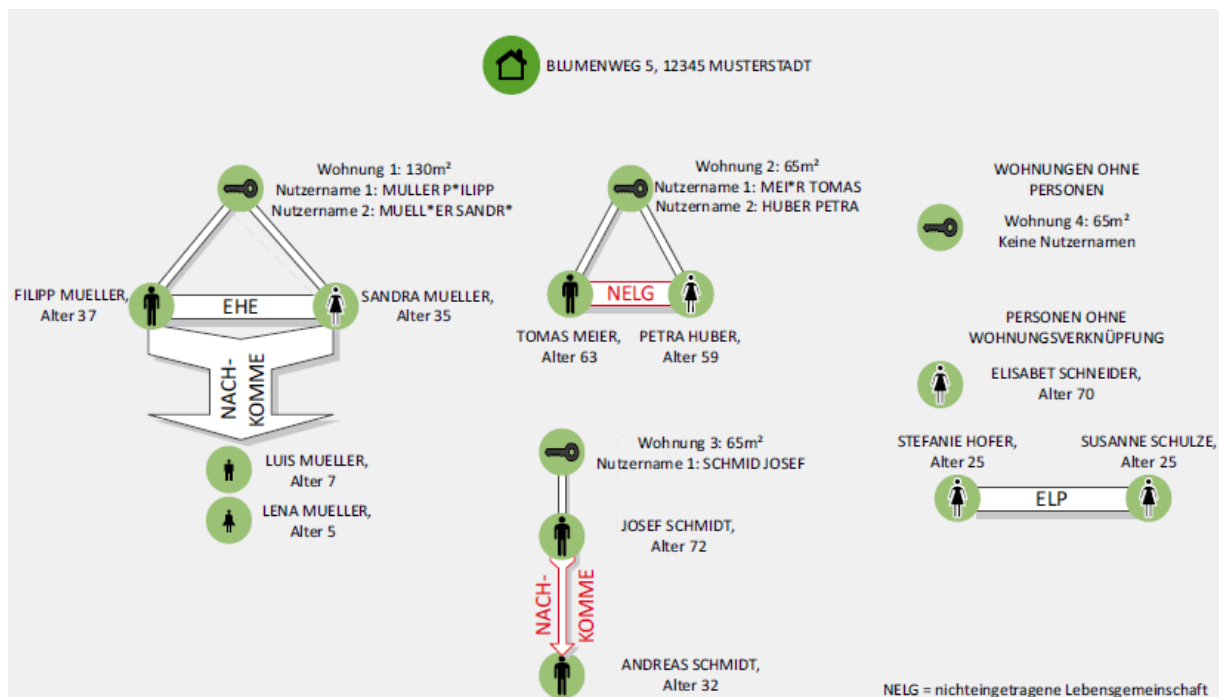 BLUMENWEG 5, 12345 MUSTERSTADT
Wohnung 1: 130m²
Nutzername 1: MULLER P*ILIPP
Nutzername 2: MUELL*ER SANDR*
FILIPP MUELLER,
Alter 37
EHE
SANDRA MUELLER,
Alter 35
NACH-
KOMME
LUIS MUELLER,
Alter 7
LENA MUELLER,
Alter 5
Wohnung 2: 65m²
Nutzername 1: MEI*R TOMAS
Nutzername 2: HUBER PETRA
NELG
TOMAS MEIER,
Alter 63
PETRA HUBER,
Alter 59
Wohnung 3: 65m²
Nutzername 1: SCHMID JOSEF
JOSEF SCHMIDT,
Alter 72
NACH-
KOMME
ANDREAS SCHMIDT,
Alter 32
WOHNUNGEN OHNE
PERSONEN
Wohnung 4: 65m²
Keine Nutzernamen
PERSONEN OHNE
WOHNUNGSVERKNÜPFUNG
ELISABET SCHNEIDER,
Alter 70
STEFANIE HOFER,
Alter 25
SUSANNE SCHULZE,
Alter 25
ELP
NELG = nichteingetragene Lebensgemeinschaft